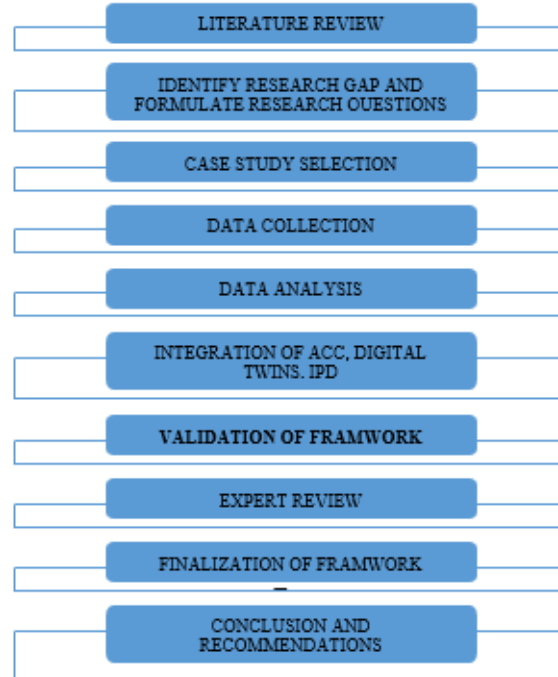 LITERATURE REVIEW
IDENTIFY RESEARCH GAP AND
FORMULATE RESEARCH QUESTIONS
CASE STUDY SELECTION
DATA COLLECTION
DATA ANALYSIS
INTEGRATION OF ACC, DIGITAL
TWINS. IPD
VALIDATION OF FRAMWORK
EXPERT REVIEW
FINALIZATION OF FRAMWORK
CONCLUSION AND
RECOMMENDATIONS